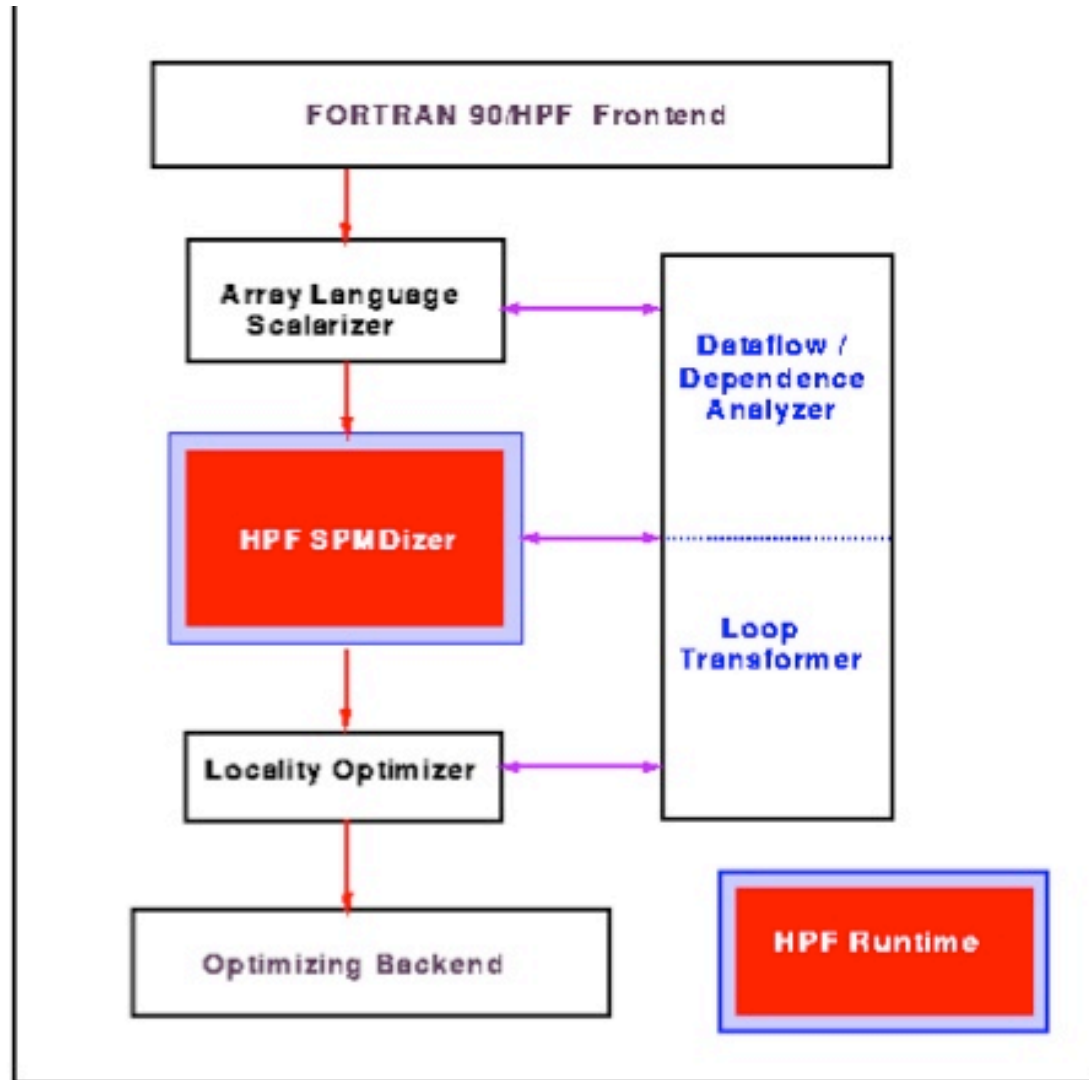 FORTRAN 90/HPF Frontend
Array Language
Scalarizer
Dataflow /
Dependence
Analyzer
HPF SPMDizer
Loop
Transformer
Locality Optimizer
HPF Runtime
Optimizing Backend